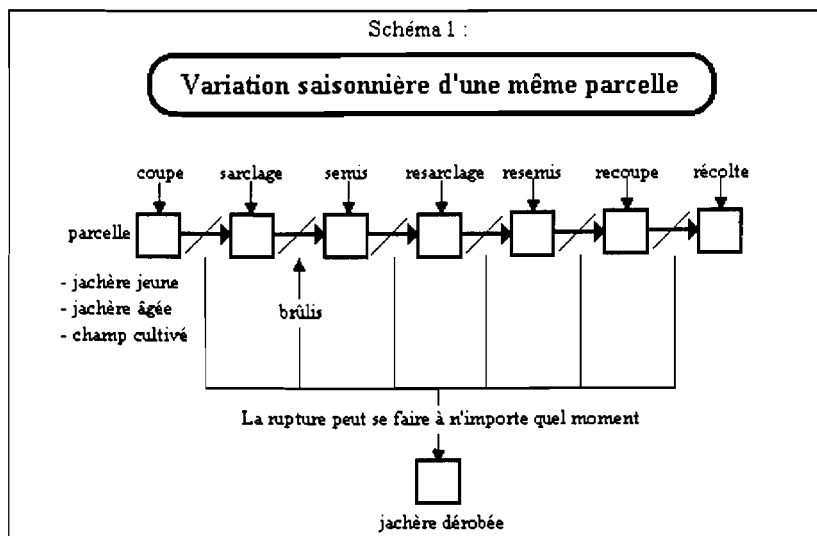 Schéma 1 :
Variation saisonnière d'une même parcelle
coupe sarclage semis resarclage resemis recoupe récolte
parcelle
- jachère jeune
- jachère âgée
- champ cultivé
brûlis
La rupture peut se faire à n'importe quel moment
jachère dérobée